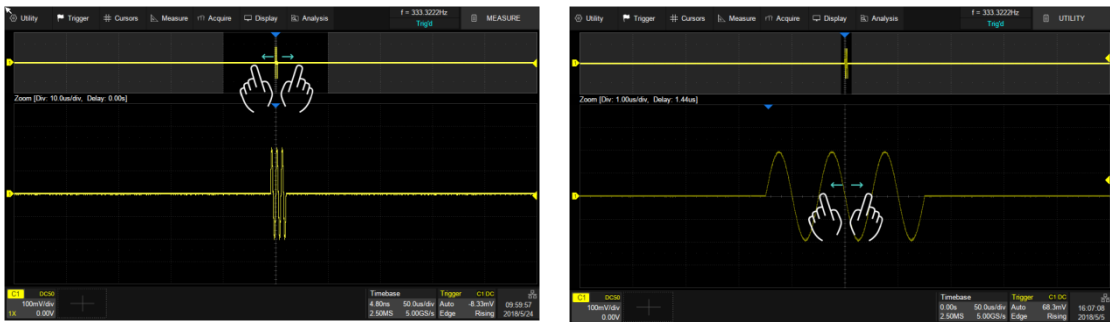 Utility Trigger Cursors Measure Acquire Display Analysis
f = 333.3222Hz
Trig'd
MEASURE
Zoom [Div: 10.0us/div, Delay: 0.00s]
C1 DC50
100mV/div
1X 0.00V
Timebase
4.80ns 50.0us/div
2.50MS 5.00GS/s
Trigger C1 DC
Auto -8.33mV
Edge Rising
09:59:57
2018/5/24
Utility Trigger Cursors Measure Acquire Display Analysis
f = 333.3222Hz
Trig'd
UTILITY
Zoom [Div: 1.00us/div, Delay: 1.44us]
C1 DC50
100mV/div
0.00V
Timebase
0.00s 50.0us/div
2.50MS 5.00GS/s
Trigger C1 DC
Auto 68.3mV
Edge Rising
16:07:08
2018/5/5